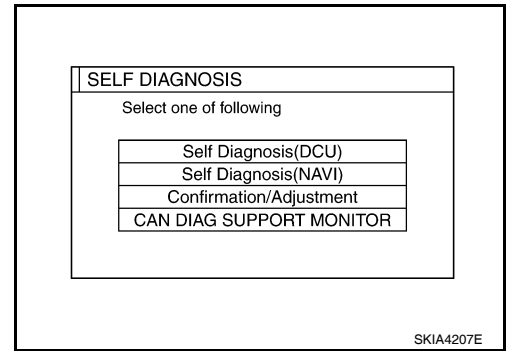 SELF DIAGNOSIS
Select one of following
Self Diagnosis(DCU)
Self Diagnosis(NAVI)
Confirmation/Adjustment
CAN DIAG SUPPORT MONITOR
SKIA4207E